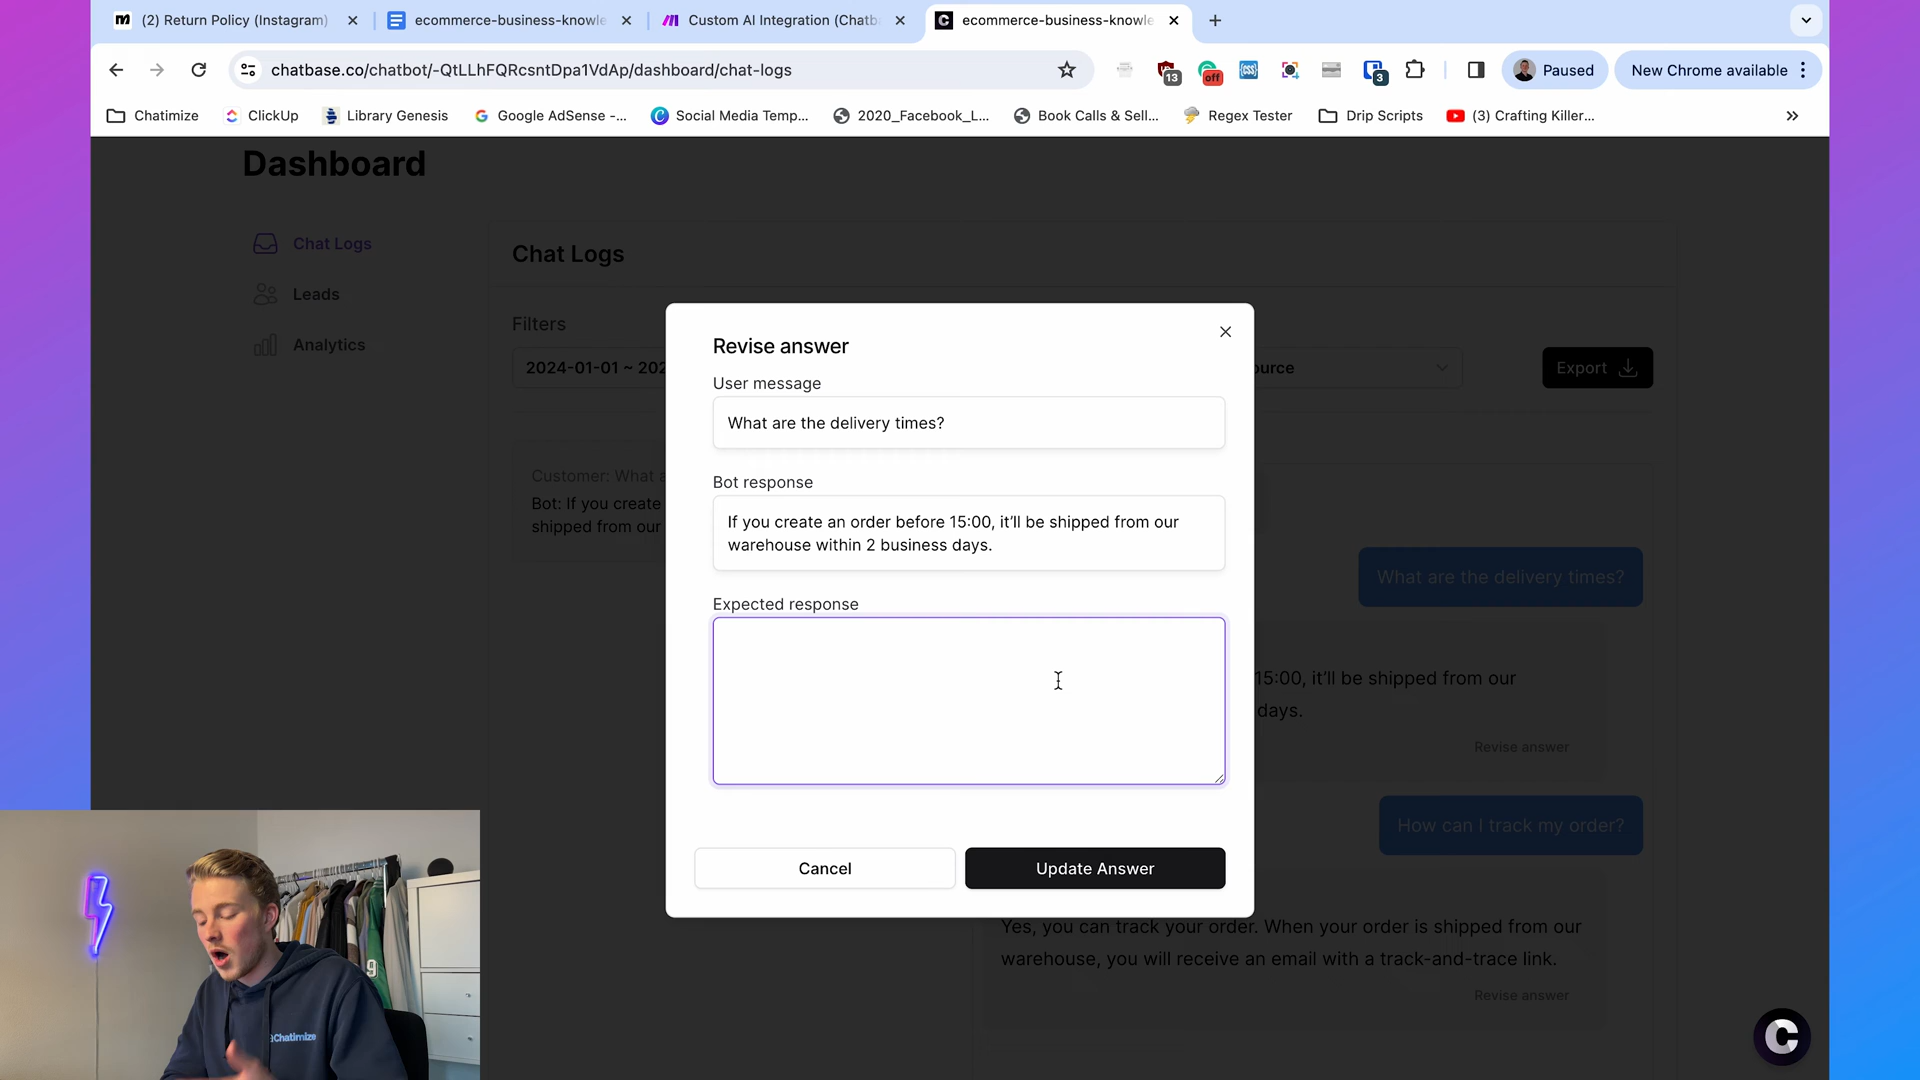 (2) Return Policy (Instagram)
ecommerce-business-knowle
Custom AI Integration (Chatb
ecommerce-business-knowle
chatbase.co/chatbot/-QtLLhFQRcsntDpa1VdAp/dashboard/chat-logs
13
off
3
Paused
New Chrome available
Chatimize
ClickUp
Library Genesis
Google AdSense -...
Social Media Temp...
2020_Facebook_L...
Book Calls & Sell...
Regex Tester
Drip Scripts
(3) Crafting Killer...
Dashboard
Chat Logs
Leads
Analytics
Chat Logs
Filters
2024-01-01 ~ 202
ource
Export
Customer: What a
Bot: If you create
shipped from our
Revise answer
User message
What are the delivery times?
Bot response
If you create an order before 15:00, it'll be shipped from our
warehouse within 2 business days.
Expected response
Cancel
Update Answer
What are the delivery times?
15:00, it'll be shipped from our
days.
Revise answer
How can I track my order?
Yes, you can track your order. When your order is shipped from our
warehouse, you will receive an email with a track-and-trace link.
Revise answer
Chatimize